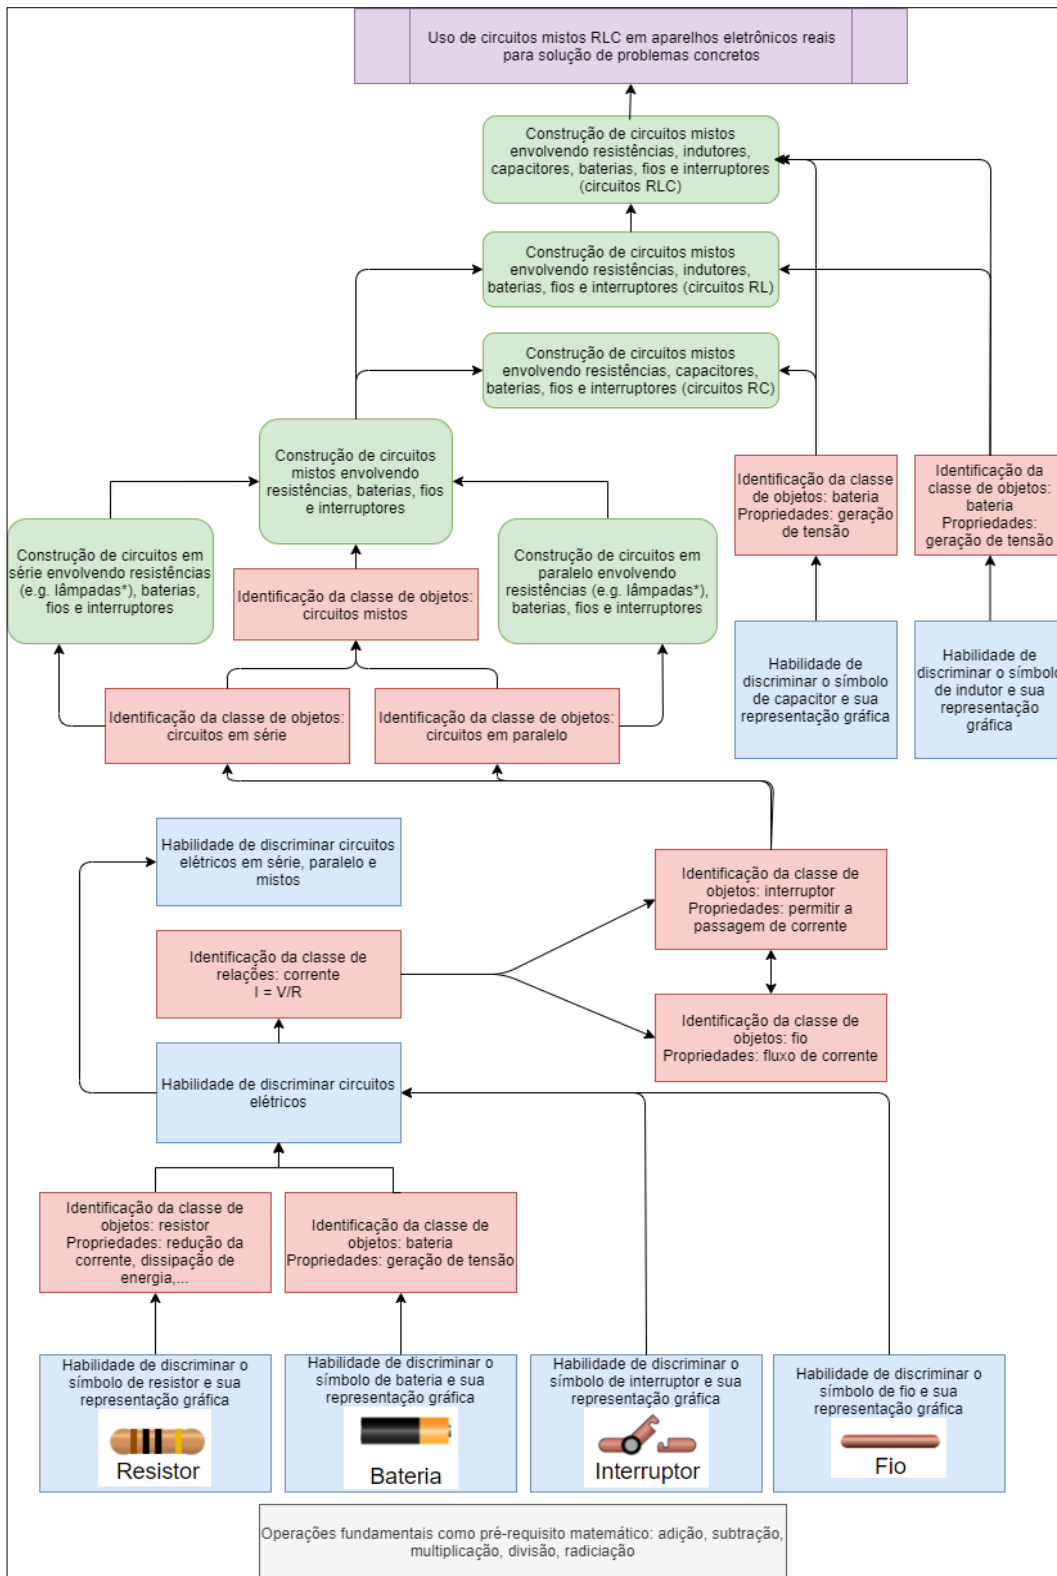 Uso de circuitos mistos RLC em aparelhos eletrônicos reais
para solução de problemas concretos
Construção de circuitos mistos
envolvendo resistências, indutores,
capacitores, baterias, fios e interruptores
(circuitos RLC)
Construção de circuitos mistos
envolvendo resistências, indutores,
baterias, fios e interruptores (circuitos RL)
Construção de circuitos mistos
envolvendo resistências, capacitores,
baterias, fios e interruptores (circuitos RC)
Construção de circuitos
mistos envolvendo
resistências, baterias, fios
e interruptores
Identificação da classe
de objetos: bateria
Propriedades: geração
de tensão
Identificação da
classe de objetos:
bateria
Propriedades:
geração de tensão
Construção de circuitos em
série envolvendo resistências
(e.g. lâmpadas*), baterias,
fios e interruptores
Identificação da classe de objetos:
circuitos mistos
Construção de circuitos em
paralelo envolvendo
resistências (e.g. lâmpadas*),
baterias, fios e interruptores
Habilidade de
discriminar o símbolo
de capacitor e sua
representação gráfica
Habilidade de
discriminar o símbolo
de indutor e sua
representação
gráfica
Identificação da classe de objetos:
circuitos em série
Identificação da classe de objetos:
circuitos em paralelo
Habilidade de discriminar circuitos
elétricos em série, paralelo e
mistos
Identificação da classe de
objetos: interruptor
Propriedades: permitir a
passagem de corrente
Identificação da classe de
relações: corrente
I = V/R
Identificação da classe de
objetos: fio
Propriedades: fluxo de corrente
Habilidade de discriminar circuitos
elétricos
Identificação da classe de
objetos: resistor
Propriedades: redução da
corrente, dissipação de
energia,...
Identificação da classe de
objetos: bateria
Propriedades: geração de tensão
Habilidade de discriminar o
símbolo de resistor e sua
representação gráfica
Resistor
Habilidade de discriminar o
símbolo de bateria e sua
representação gráfica
Bateria
Habilidade de discriminar o
símbolo de interruptor e sua
representação gráfica
Interruptor
Habilidade de discriminar o
símbolo de fio e sua
representação gráfica
Fio
Operações fundamentais como pré-requisito matemático: adição, subtração,
multiplicação, divisão, radiciação